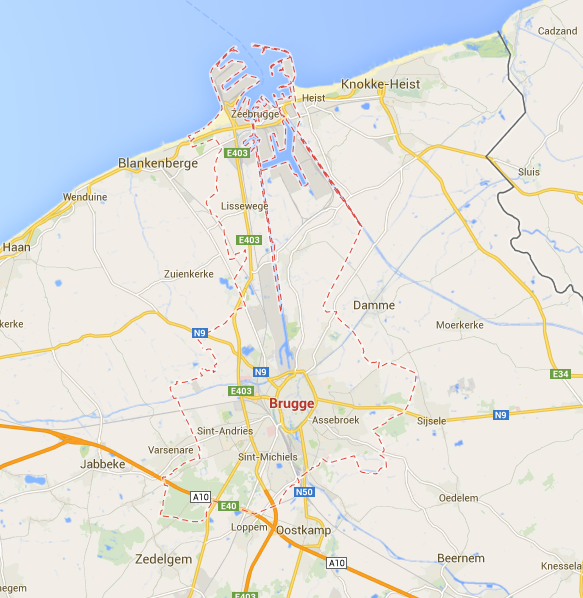 Cadzand
Knokke-Heist
Heist
Zeebrugge
E403
Blankenberge
Sluis
Wenduine
Lissewege
Haan
E403
Zuienkerke
Damme
kerke
Moerkerke
N9
N9
E34
E403
Brugge
N9
Assebroek
Sijsele
Sint-Andries
Varsenare
Sint-Michiels
Jabbeke
N50
A10
Oedelem
E40
Loppem
Oostkamp
Zedelgem
Beernem
A10
Knessela
negem
E403